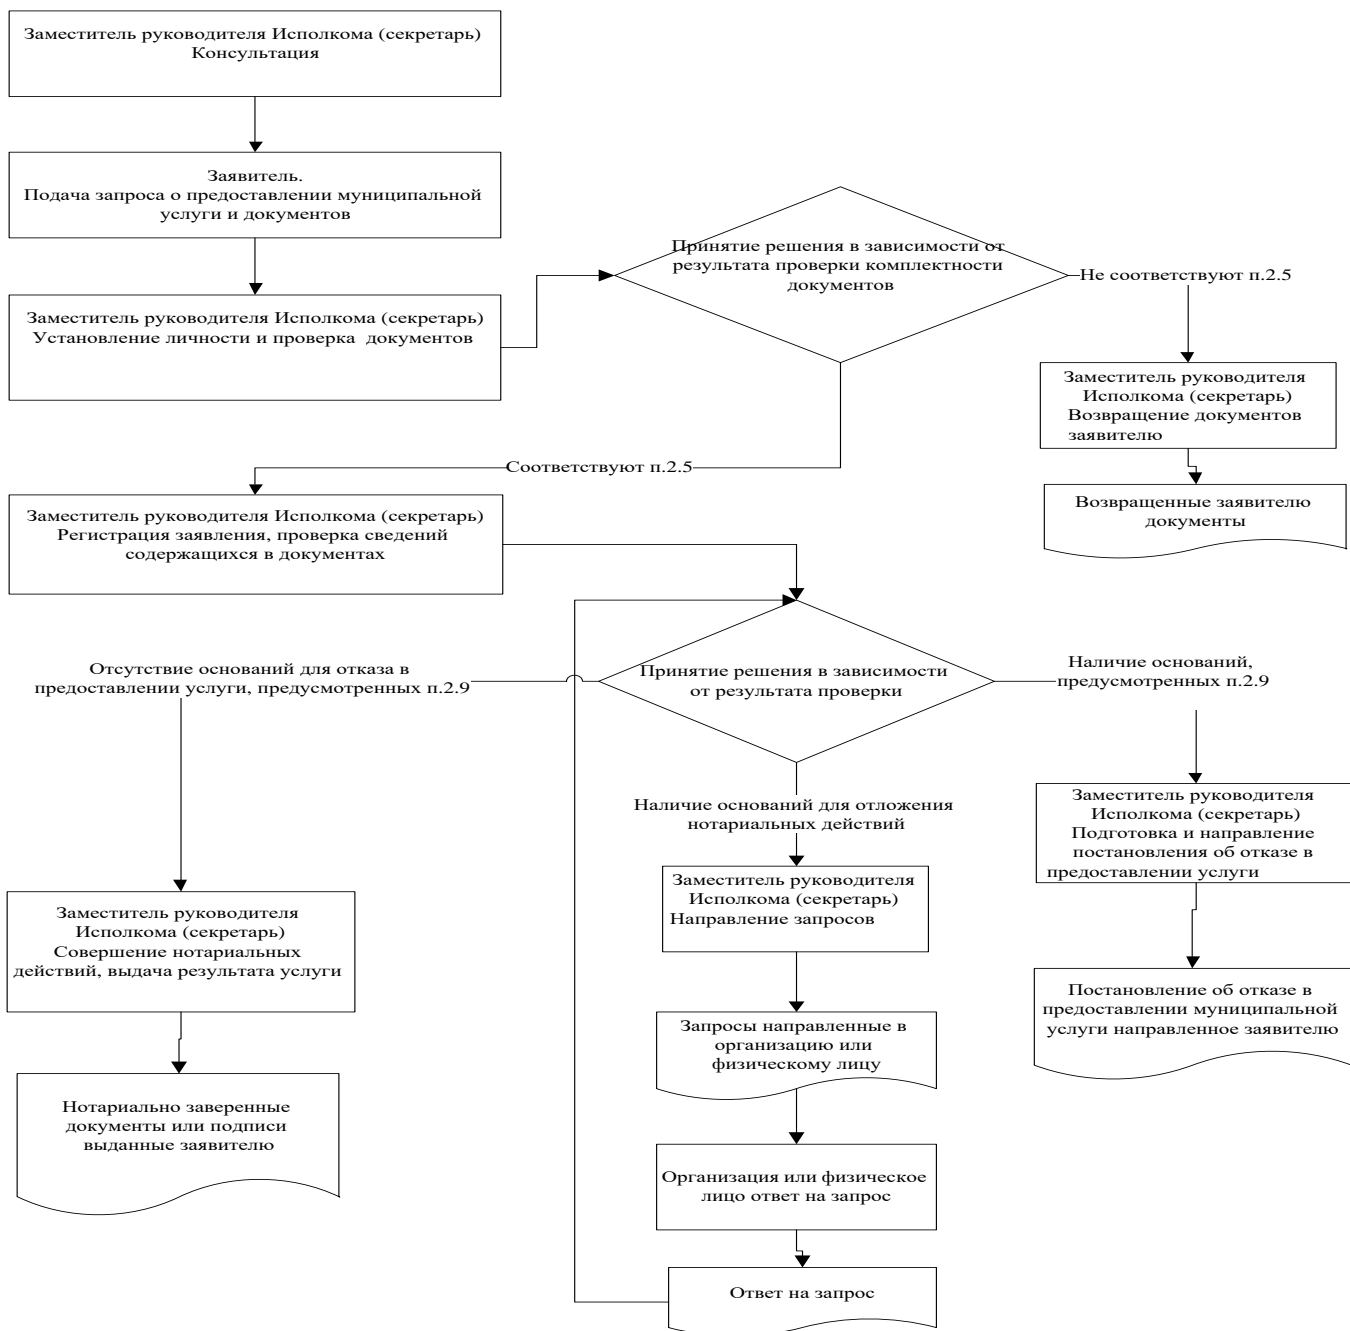 Заместитель руководителя Исполкома (секретарь)
Консультация
Заявитель.
Подача запроса о предоставлении муниципальной
услуги и документов
Заместитель руководителя Исполкома (секретарь)
Установление личности и проверка документов
Принятие решения в зависимости от
результата проверки комплектности
документов
Не соответствуют п.2.5
Заместитель руководителя
Исполкома (секретарь)
Возвращение документов
заявителю
Возвращенные заявителю
документы
Соответствуют п.2.5
Заместитель руководителя Исполкома (секретарь)
Регистрация заявления, проверка сведений
содержащихся в документах
Принятие решения в зависимости
от результата проверки
Отсутствие оснований для отказа в
предоставлении услуги, предусмотренных п.2.9
Наличие оснований,
предусмотренных п.2.9
Наличие оснований для отложения
нотариальных действий
Заместитель руководителя
Исполкома (секретарь)
Совершение нотариальных
действий, выдача результата услуги
Нотариально заверенные
документы или подписи
выданные заявителю
Заместитель руководителя
Исполкома (секретарь)
Направление запросов
Запросы направленные в
организацию или
физическому лицу
Организация или физическое
лицо ответ на запрос
Ответ на запрос
Заместитель руководителя
Исполкома (секретарь)
Подготовка и направление
постановления об отказе в
предоставлении услуги
Постановление об отказе в
предоставлении муниципальной
услуги направленное заявителю